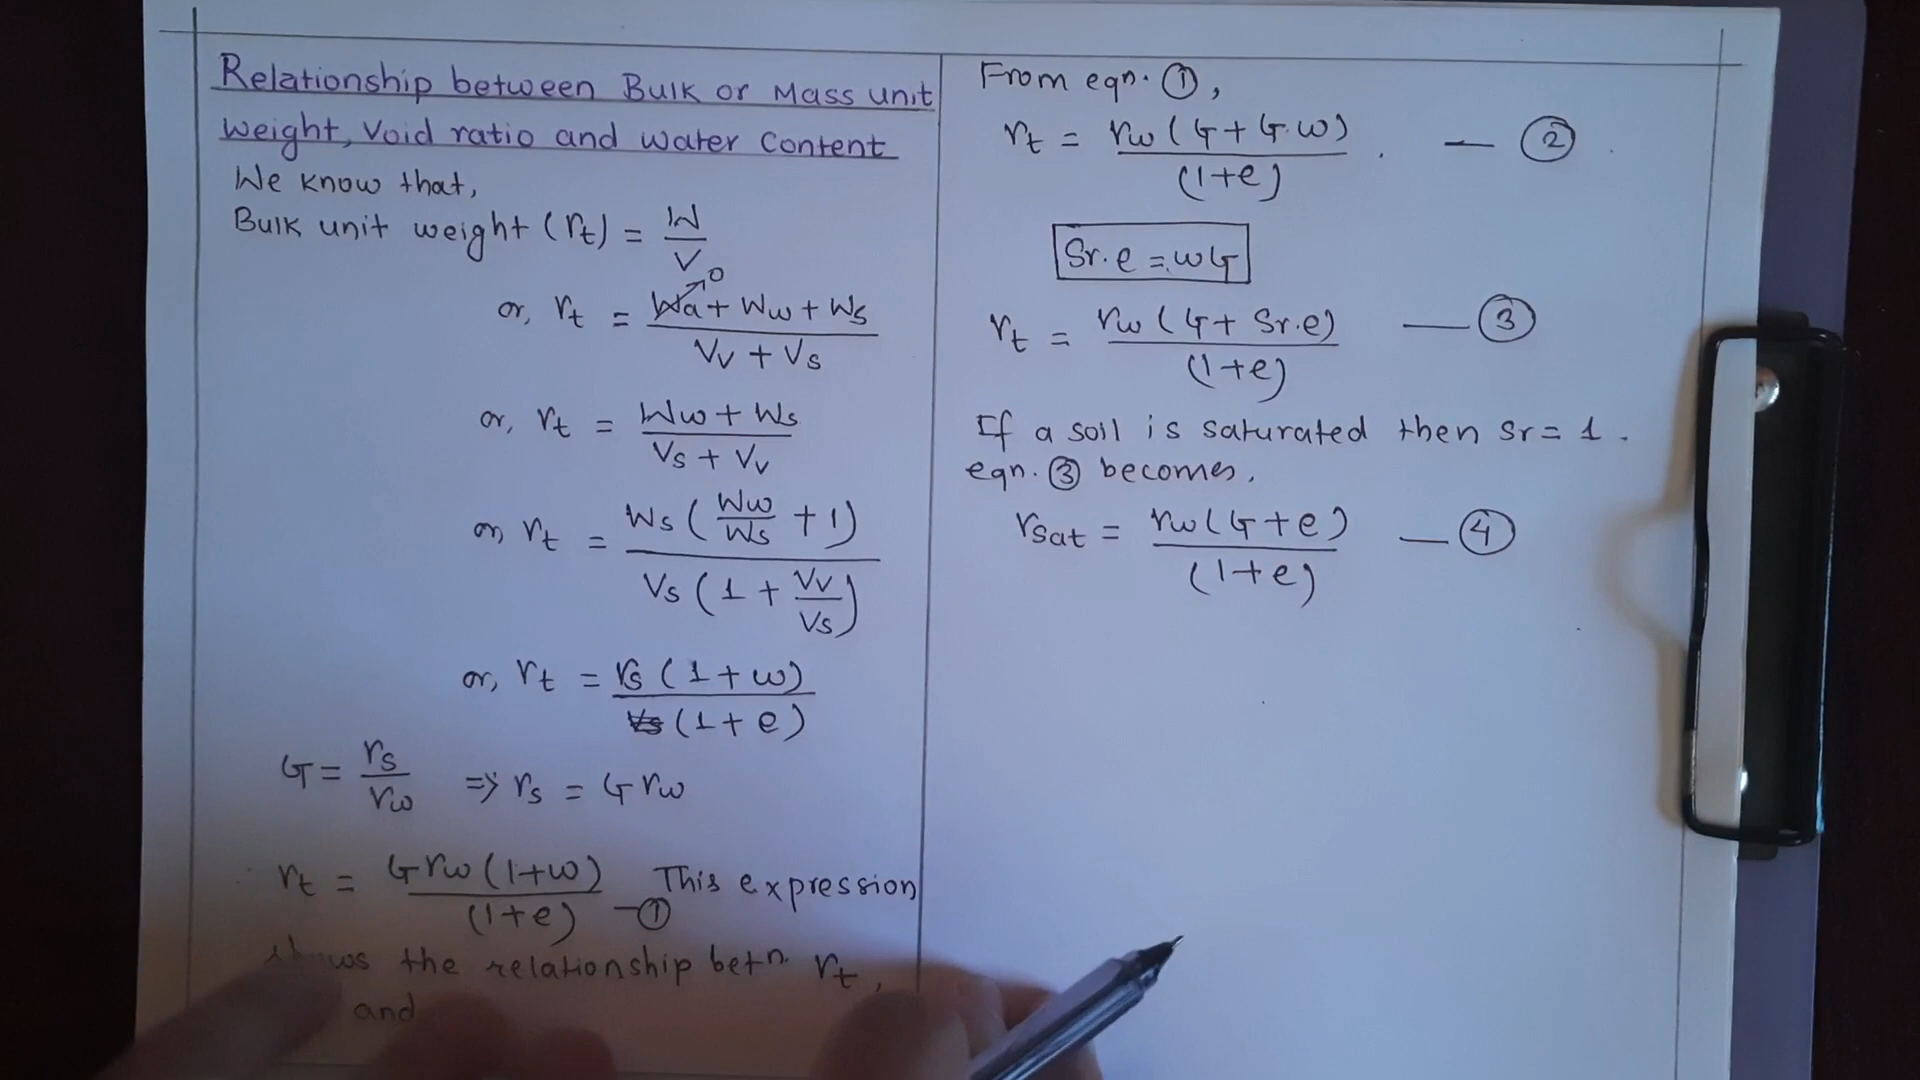 Relationship between Bulk or Mass unit
weight, Void ratio and water Content
We know that,
Bulk unit weight (γt) = W/V
or, γt = (Wa→0 + Ww + Ws)/(Vv + Vs)
or, γt = (Ww + Ws)/(Vs + Vv)
or, γt = Ws(Ww/Ws + 1)/Vs(1 + Vv/Vs)
or, γt = γs(1 + w)/(1 + e)
G = γs/γw ⇒ γs = Gγw
γt = Gγw(1+w)/(1+e) — ① This expression
shows the relationship betn. γt,
and
From eqn. ①,
γt = γw(G + G.w)/(1+e) — ②
Sr.e = wG
γt = γw(G + Sr.e)/(1+e) — ③
If a soil is saturated then Sr = 1.
eqn. ③ becomes,
γsat = γw(G + e)/(1+e) — ④